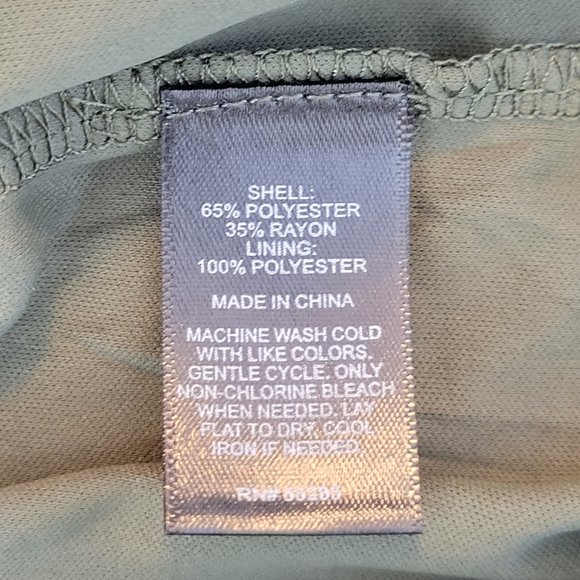 SHELL:
65% POLYESTER
35% RAYON
LINING:
100% POLYESTER
MADE IN CHINA
MACHINE WASH COLD
WITH LIKE COLORS.
GENTLE CYCLE. ONLY
NON-CHLORINE BLEACH
WHEN NEEDED. LAY
FLAT TO DRY. COOL
IRON IF NEEDED
RN#